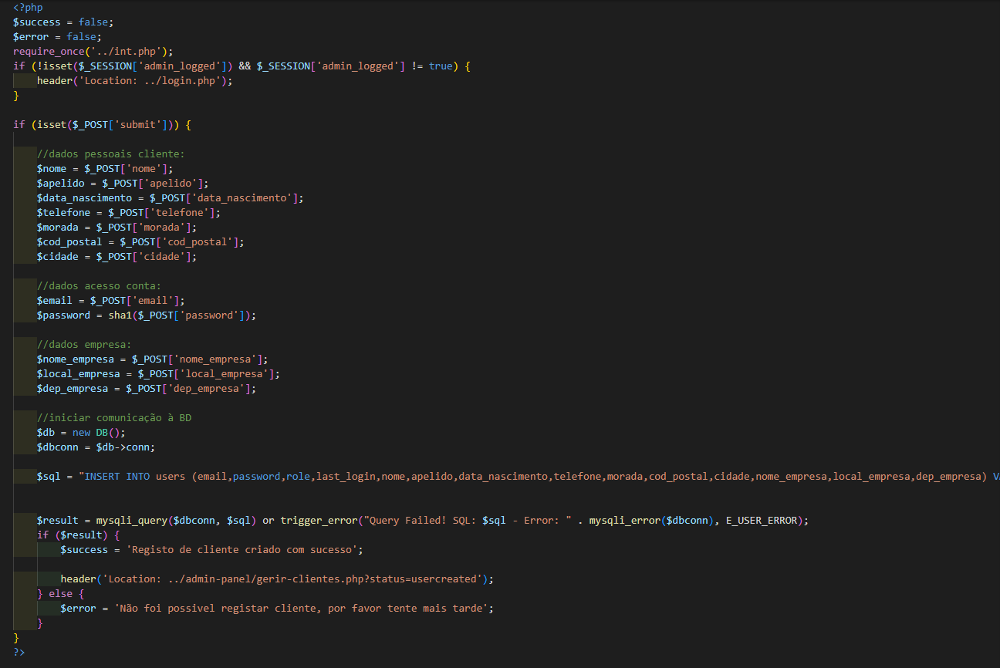 <?php
$success = false;
$error = false;
require_once('../int.php');
if (!isset($_SESSION['admin_logged']) && $_SESSION['admin_logged'] != true) {
    header('Location: ../login.php');
}

if (isset($_POST['submit'])) {

    //dados pessoais cliente:
    $nome = $_POST['nome'];
    $apelido = $_POST['apelido'];
    $data_nascimento = $_POST['data_nascimento'];
    $telefone = $_POST['telefone'];
    $morada = $_POST['morada'];
    $cod_postal = $_POST['cod_postal'];
    $cidade = $_POST['cidade'];

    //dados acesso conta:
    $email = $_POST['email'];
    $password = sha1($_POST['password']);

    //dados empresa:
    $nome_empresa = $_POST['nome_empresa'];
    $local_empresa = $_POST['local_empresa'];
    $dep_empresa = $_POST['dep_empresa'];

    //iniciar comunicação à BD
    $db = new DB();
    $dbconn = $db->conn;

    $sql = "INSERT INTO users (email,password,role,last_login,nome,apelido,data_nascimento,telefone,morada,cod_postal,cidade,nome_empresa,local_empresa,dep_empresa)

    $result = mysqli_query($dbconn, $sql) or trigger_error("Query Failed! SQL: $sql - Error: " . mysqli_error($dbconn), E_USER_ERROR);
    if ($result) {
        $success = 'Registo de cliente criado com sucesso';

        header('Location: ../admin-panel/gerir-clientes.php?status=usercreated');
    } else {
        $error = 'Não foi possivel registar cliente, por favor tente mais tarde';
    }
}
?>